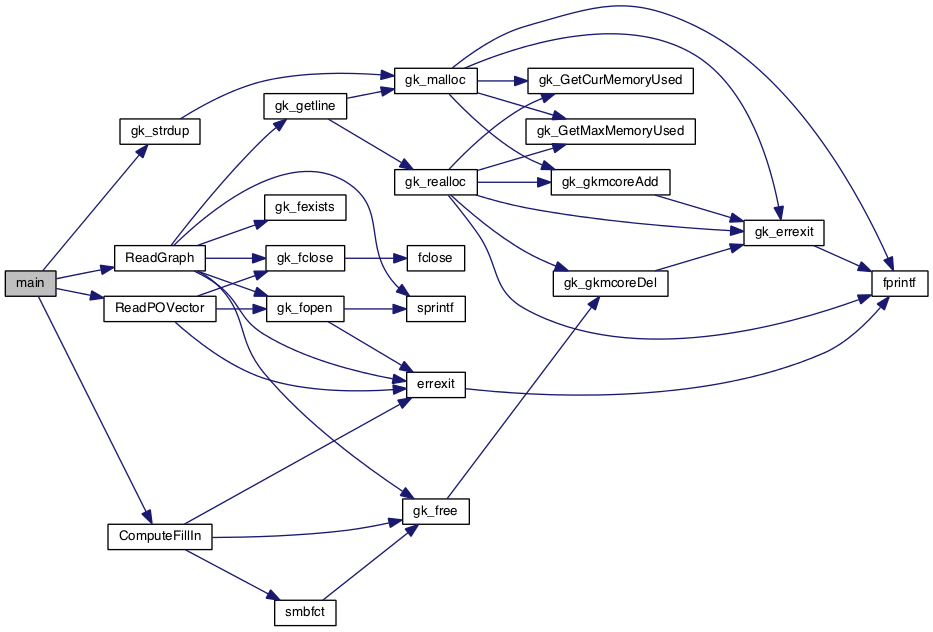 main
gk_strdup
ReadGraph
ReadPOVector
ComputeFillIn
gk_getline
gk_fexists
gk_fclose
gk_fopen
smbfct
gk_malloc
gk_realloc
fclose
sprintf
errexit
gk_free
gk_GetCurMemoryUsed
gk_GetMaxMemoryUsed
gk_gkmcoreAdd
gk_gkmcoreDel
gk_errexit
fprintf